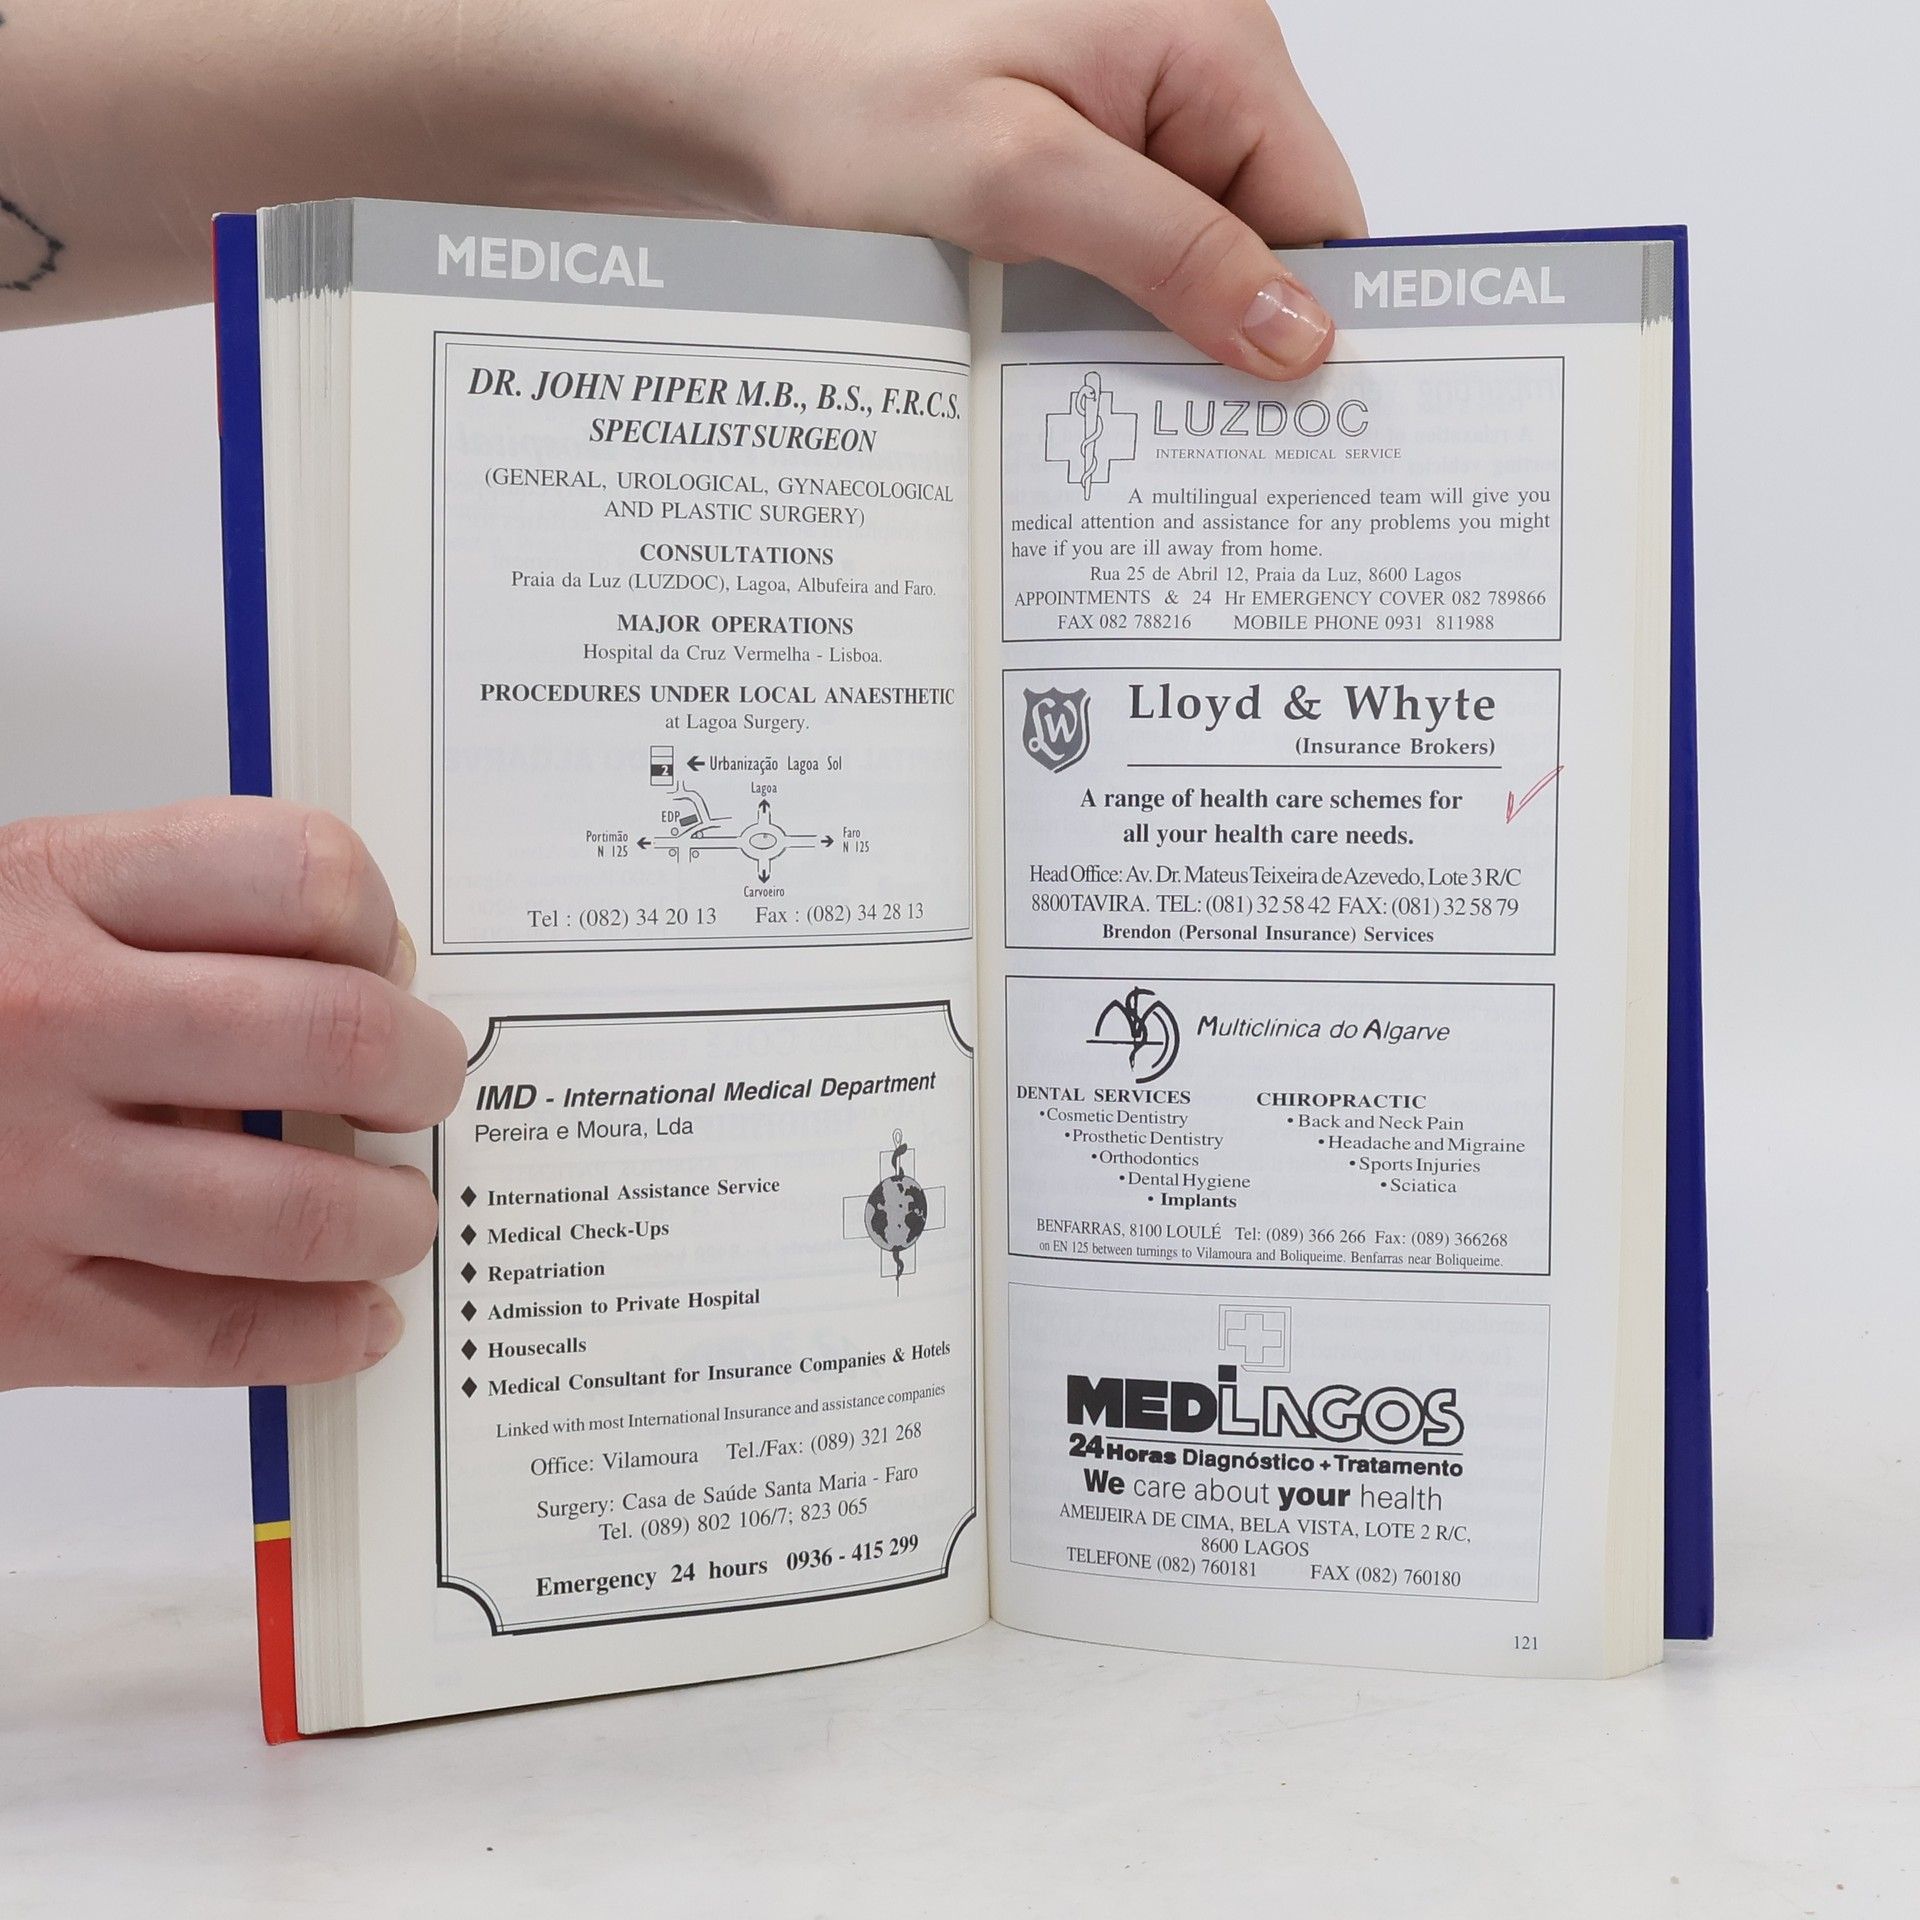 MEDICAL
DR. JOHN PIPER M.B., B.S., F.R.C.S.
SPECIALIST SURGEON
(GENERAL, UROLOGICAL, GYNAECOLOGICAL
AND PLASTIC SURGERY)
CONSULTATIONS
Praia da Luz (LUZDOC), Lagoa, Albufeira and Faro.
MAJOR OPERATIONS
Hospital da Cruz Vermelha - Lisboa.
PROCEDURES UNDER LOCAL ANAESTHETIC
at Lagoa Surgery.
2
Urbanização Lagoa Sol
Lagoa
EDP
Portimão
N 125
Faro
N 125
Carvoeiro
Tel : (082) 34 20 13 Fax : (082) 34 28 13
IMD - International Medical Department
Pereira e Moura, Lda
♦ International Assistance Service
♦ Medical Check-Ups
♦ Repatriation
♦ Admission to Private Hospital
♦ Housecalls
♦ Medical Consultant for Insurance Companies & Hotels
Linked with most International Insurance and assistance companies
Office: Vilamoura Tel./Fax: (089) 321 268
Surgery: Casa de Saúde Santa Maria - Faro
Tel. (089) 802 106/7; 823 065
Emergency 24 hours 0936 - 415 299
MEDICAL
LUZDOC
INTERNATIONAL MEDICAL SERVICE
A multilingual experienced team will give you
medical attention and assistance for any problems you might
have if you are ill away from home.
Rua 25 de Abril 12, Praia da Luz, 8600 Lagos
APPOINTMENTS & 24 Hr EMERGENCY COVER 082 789866
FAX 082 788216 MOBILE PHONE 0931 811988
LW
Lloyd & Whyte
(Insurance Brokers)
A range of health care schemes for
all your health care needs.
Head Office: Av. Dr. Mateus Teixeira de Azevedo, Lote 3 R/C
8800 TAVIRA. TEL: (081) 32 58 42 FAX: (081) 32 58 79
Brendon (Personal Insurance) Services
Multiclínica do Algarve
DENTAL SERVICES
•Cosmetic Dentistry
•Prosthetic Dentistry
•Orthodontics
•Dental Hygiene
• Implants
CHIROPRACTIC
• Back and Neck Pain
• Headache and Migraine
• Sports Injuries
• Sciatica
BENFARRAS, 8100 LOULÉ Tel: (089) 366 266 Fax: (089) 366268
on EN 125 between turnings to Vilamoura and Boliqueime. Benfarras near Boliqueime.
MEDiLAGOS
24 Horas Diagnóstico + Tratamento
We care about your health
AMEIJEIRA DE CIMA, BELA VISTA, LOTE 2 R/C,
8600 LAGOS
TELEFONE (082) 760181 FAX (082) 760180
121